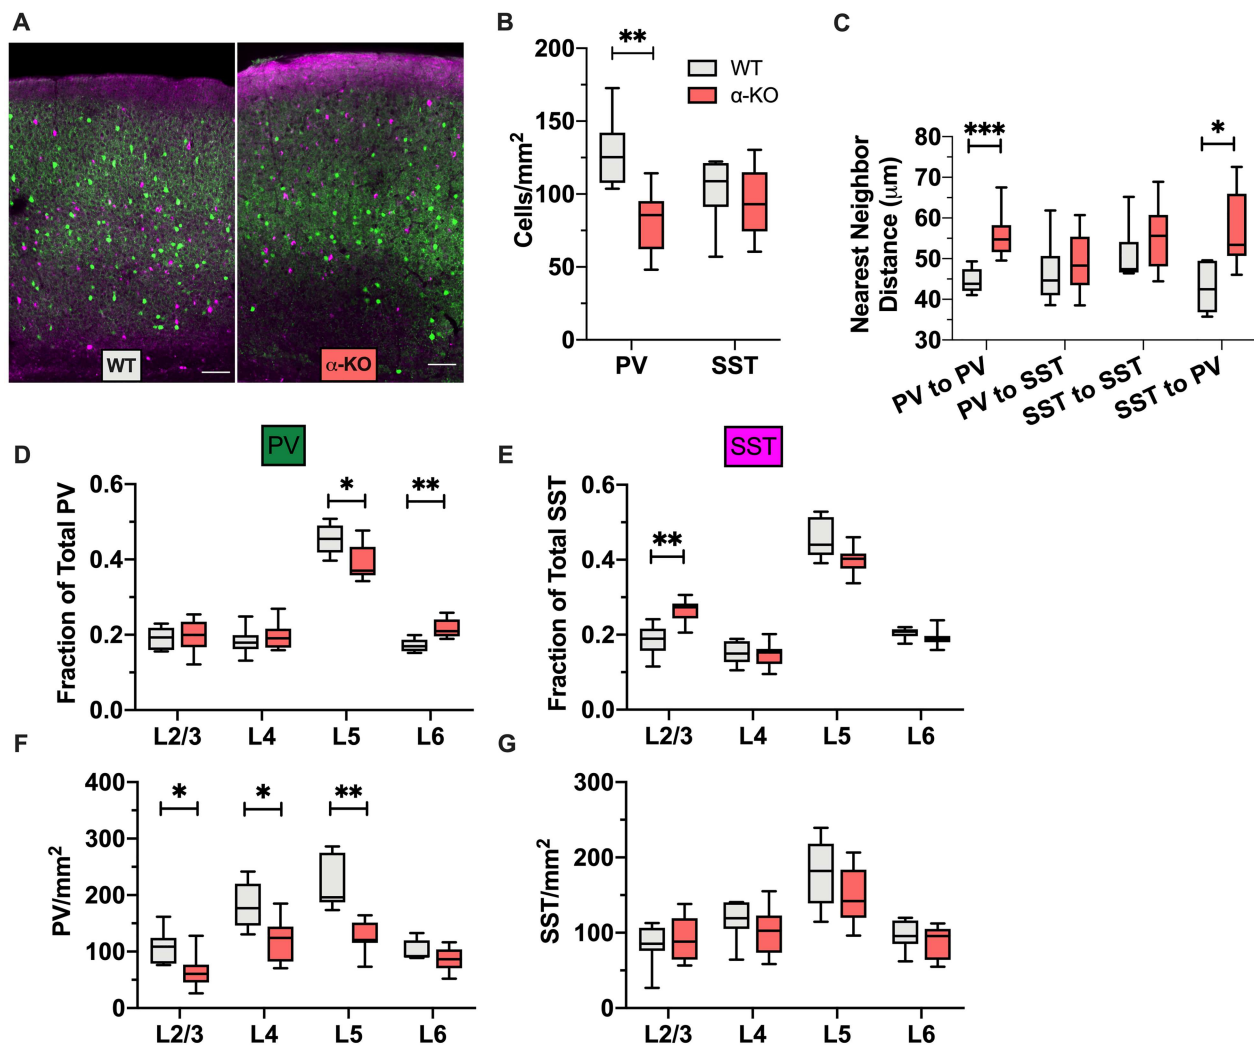 A
WT
α-KO
B
**
WT
α-KO
Cells/mm2
200
150
100
50
0
PV
SST
C
***
*
Nearest Neighbor
Distance (μm)
80
70
60
50
40
30
PV to PV
PV to SST
SST to SST
SST to PV
D
PV
*
**
Fraction of Total PV
0.6
0.4
0.2
0.0
L2/3
L4
L5
L6
E
SST
**
Fraction of Total SST
0.6
0.4
0.2
0.0
L2/3
L4
L5
L6
F
*
*
**
PV/mm2
400
300
200
100
0
L2/3
L4
L5
L6
G
SST/mm2
300
200
100
0
L2/3
L4
L5
L6